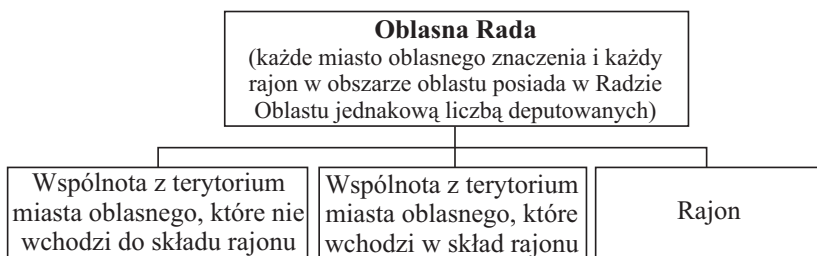 Oblasna Rada
(każde miasto oblasnego znaczenia i każdy
rajon w obszarze oblastu posiada w Radzie
Oblastu jednakową liczbą deputowanych)
Wspólnota z terytorium
miasta oblasnego, które nie
wchodzi do składu rajonu
Wspólnota z terytorium
miasta oblasnego, które
wchodzi w skład rajonu
Rajon